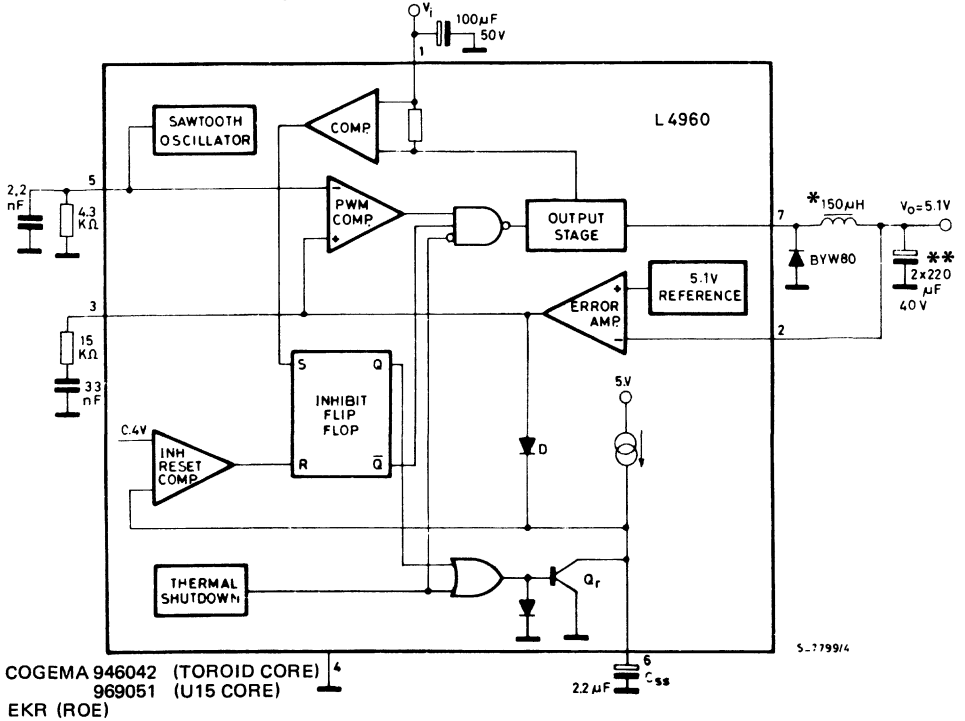 Vi
100µF
50V
1
L4960
SAWTOOTH
OSCILLATOR
COMP.
5
2,2
nF
4.3
KΩ
−
PWM
COMP.
+
OUTPUT
STAGE
7
*
150µH
Vo=5.1V
BYW80
**
2x220
µF
40V
5.1V
REFERENCE
+
ERROR
AMP.
−
2
3
15
KΩ
33
nF
S
Q
INHIBIT
FLIP
FLOP
R
Q̅
0.4V
INH
RESET
COMP.
D
5V
THERMAL
SHUTDOWN
Qr
4
6
Css
2.2µF
S-7799/4
COGEMA 946042 (TOROID CORE)
969051 (U15 CORE)
EKR (ROE)